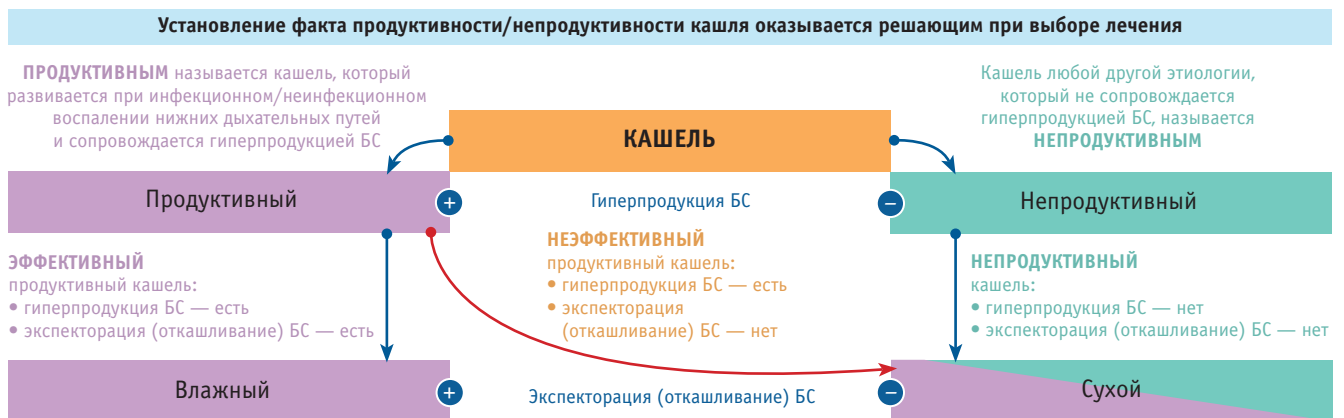 Установление факта продуктивности/непродуктивности кашля оказывается решающим при выборе лечения
ПРОДУКТИВНЫМ называется кашель, который
развивается при инфекционном/неинфекционном
воспалении нижних дыхательных путей
и сопровождается гиперпродукцией БС
Кашель любой другой этиологии,
который не сопровождается
гиперпродукцией БС, называется
НЕПРОДУКТИВНЫМ
КАШЕЛЬ
Продуктивный
+
Гиперпродукция БС
−
Непродуктивный
ЭФФЕКТИВНЫЙ
продуктивный кашель:
• гиперпродукция БС — есть
• экспекторация (откашливание) БС — есть
НЕЭФФЕКТИВНЫЙ
продуктивный кашель:
• гиперпродукция БС — есть
• экспекторация
(откашливание) БС — нет
НЕПРОДУКТИВНЫЙ
кашель:
• гиперпродукция БС — нет
• экспекторация (откашливание) БС — нет
Влажный
+
Экспекторация (откашливание) БС
−
Сухой